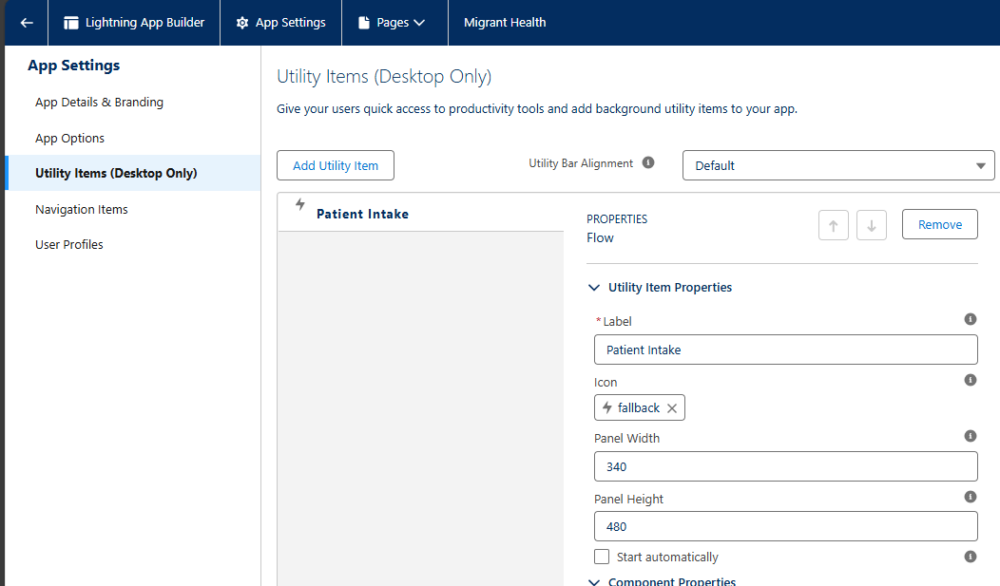 Lightning App Builder App Settings Pages Migrant Health
App Settings
App Details & Branding
App Options
Utility Items (Desktop Only)
Navigation Items
User Profiles
Utility Items (Desktop Only)
Give your users quick access to productivity tools and add background utility items to your app.
Add Utility Item Utility Bar Alignment Default
Patient Intake
PROPERTIES
Flow
Remove
Utility Item Properties
* Label
Patient Intake
Icon
fallback
Panel Width
340
Panel Height
480
Start automatically
Component Properties